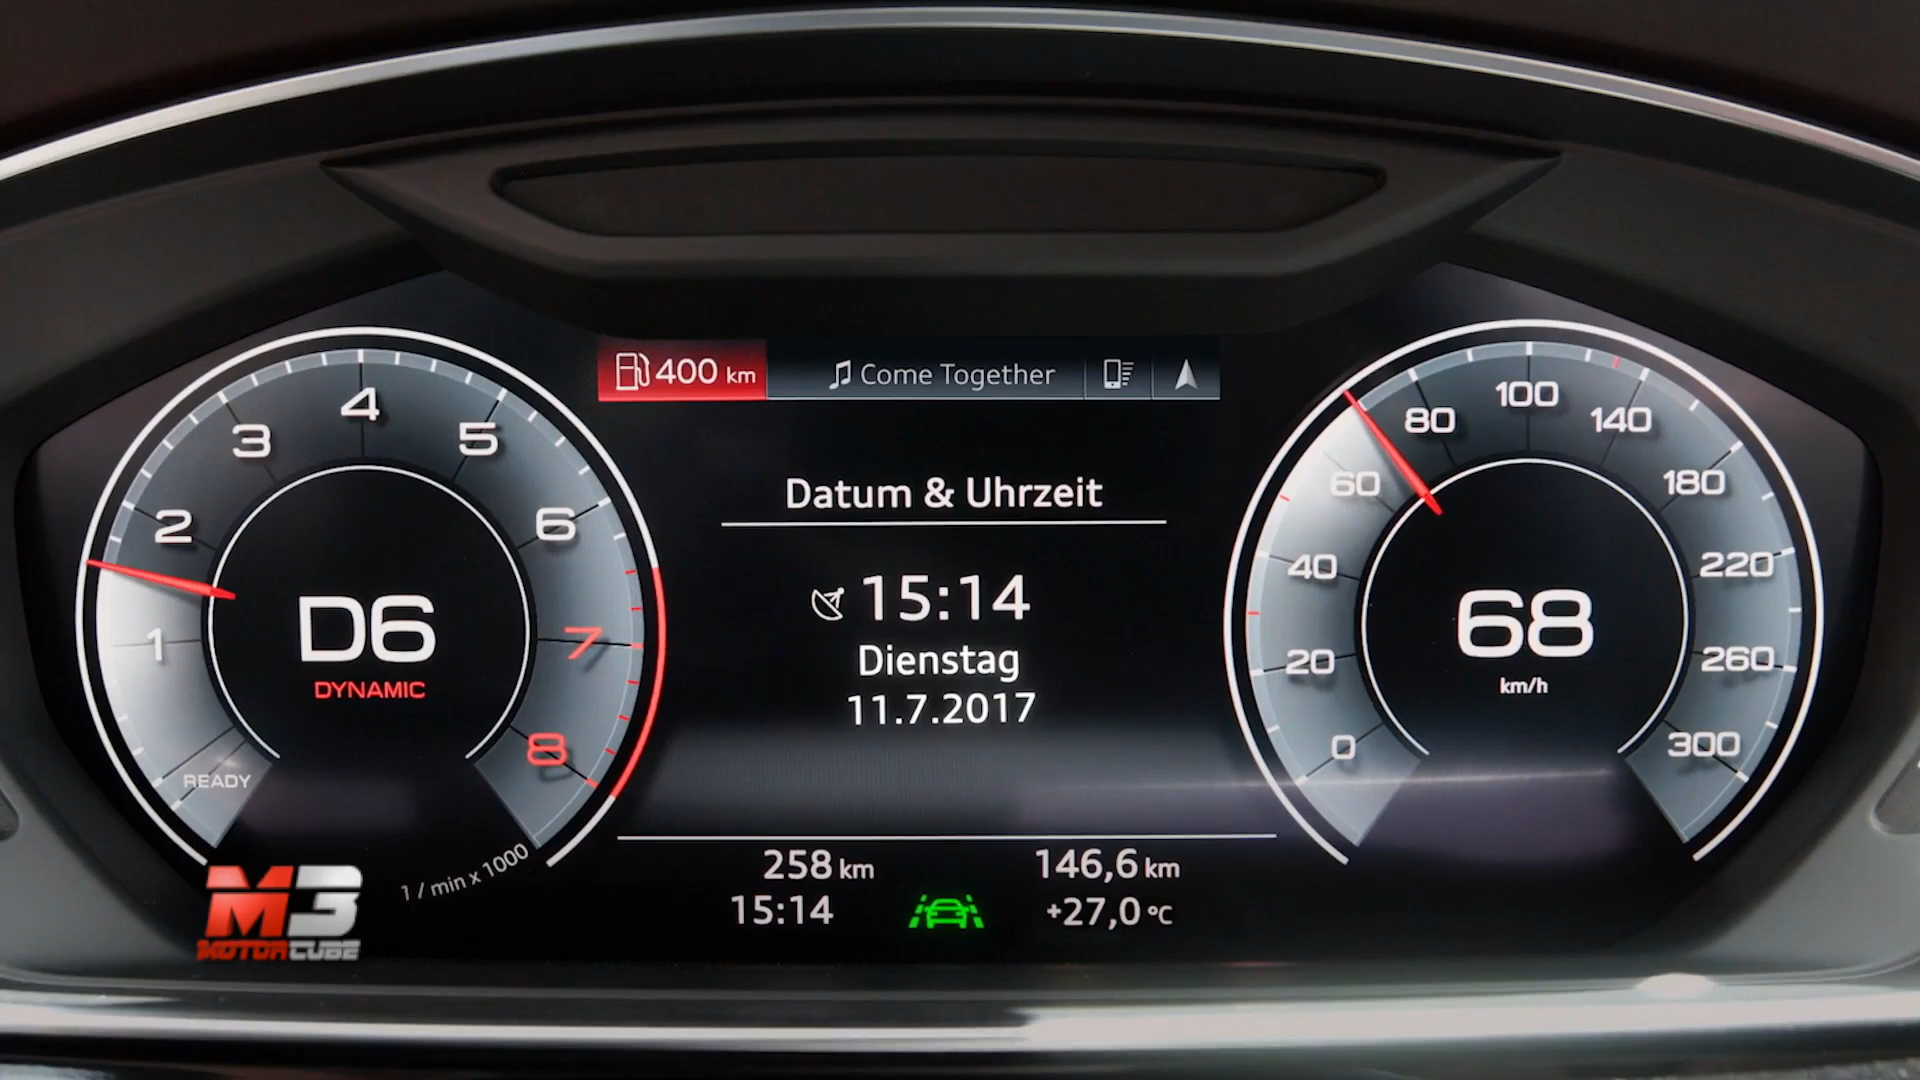 400 km Come Together
Datum & Uhrzeit
15:14
Dienstag
11.7.2017
1
2
3
4
5
6
7
8
READY
D6
DYNAMIC
1 / min x 1000
0
20
40
60
80
100
140
180
220
260
300
68
km/h
258 km 146,6 km
15:14 +27,0 °C
M3
MOTORCUBE